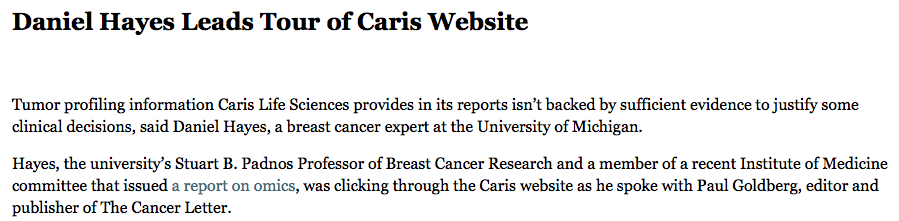 Daniel Hayes Leads Tour of Caris Website
Tumor profiling information Caris Life Sciences provides in its reports isn’t backed by sufficient evidence to justify some
clinical decisions, said Daniel Hayes, a breast cancer expert at the University of Michigan.
Hayes, the university’s Stuart B. Padnos Professor of Breast Cancer Research and a member of a recent Institute of Medicine
committee that issued a report on omics, was clicking through the Caris website as he spoke with Paul Goldberg, editor and
publisher of The Cancer Letter.